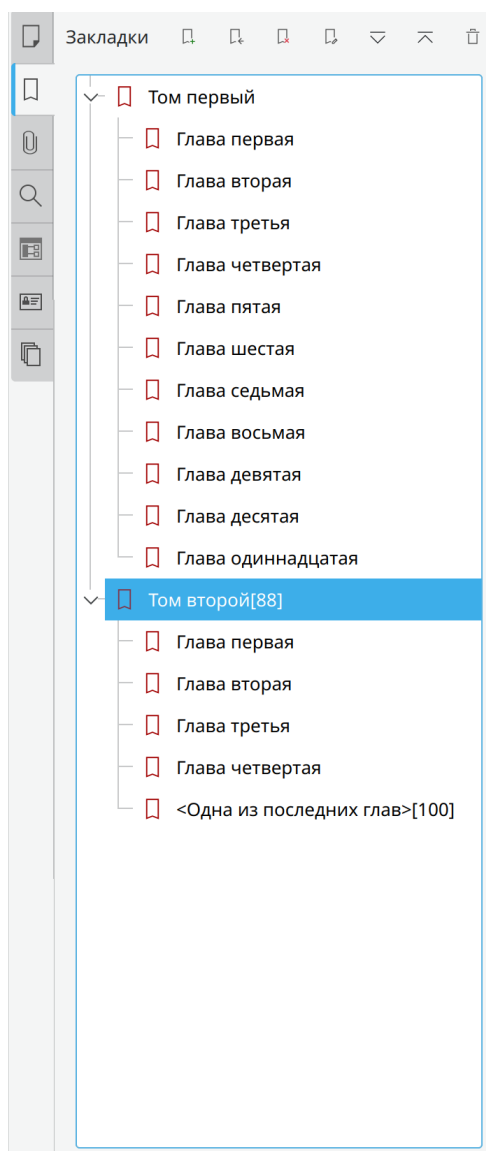 Закладки
Том первый
Глава первая
Глава вторая
Глава третья
Глава четвертая
Глава пятая
Глава шестая
Глава седьмая
Глава восьмая
Глава девятая
Глава десятая
Глава одиннадцатая
Том второй[88]
Глава первая
Глава вторая
Глава третья
Глава четвертая
<Одна из последних глав>[100]